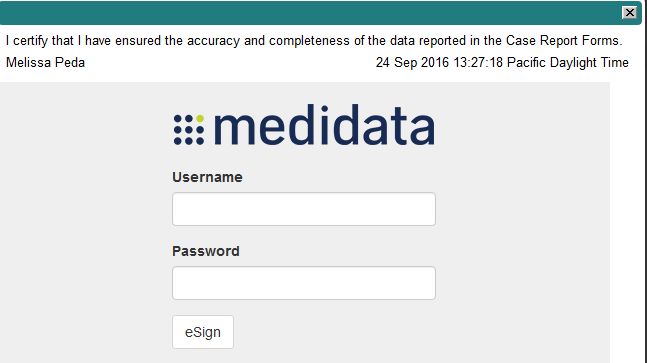 I certify that I have ensured the accuracy and completeness of the data reported in the Case Report Forms.
Melissa Peda 24 Sep 2016 13:27:18 Pacific Daylight Time
medidata
Username
Password
eSign